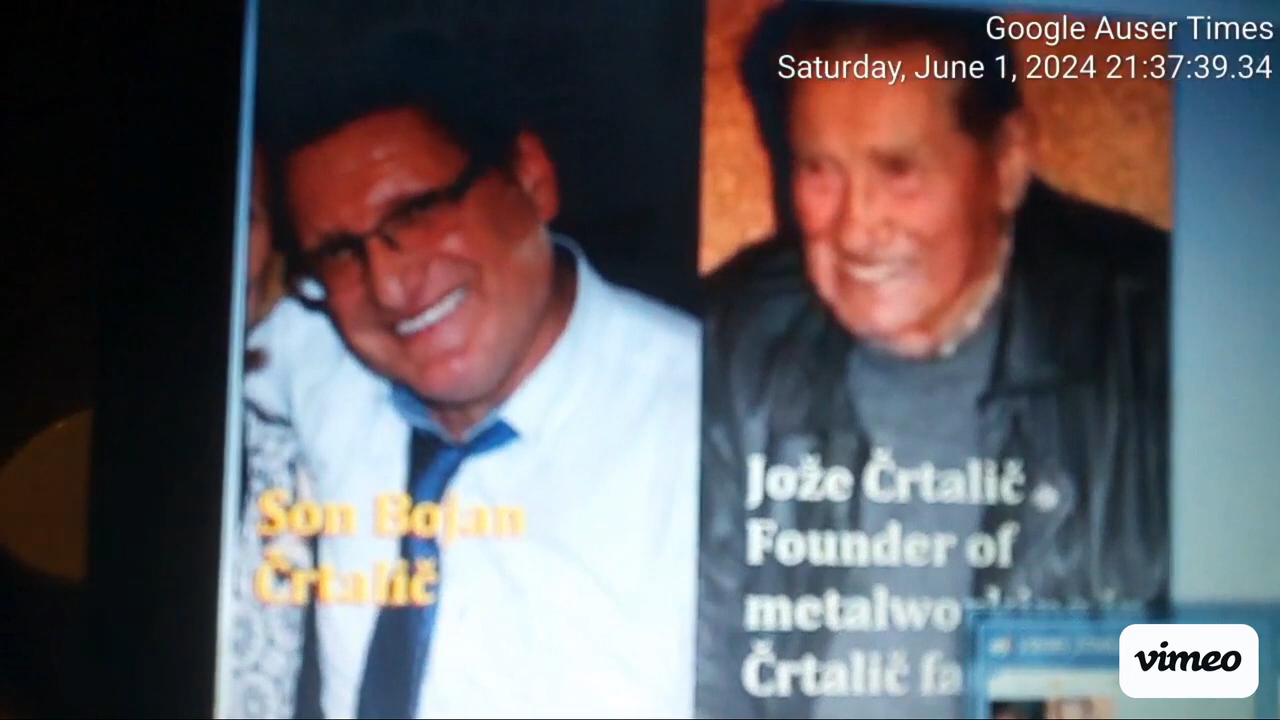 Google Auser Times
Saturday, June 1, 2024 21:37:39.34
Son Bojan
Črtalič
Jože Črtalič
Founder of
Črtalič
vimeo